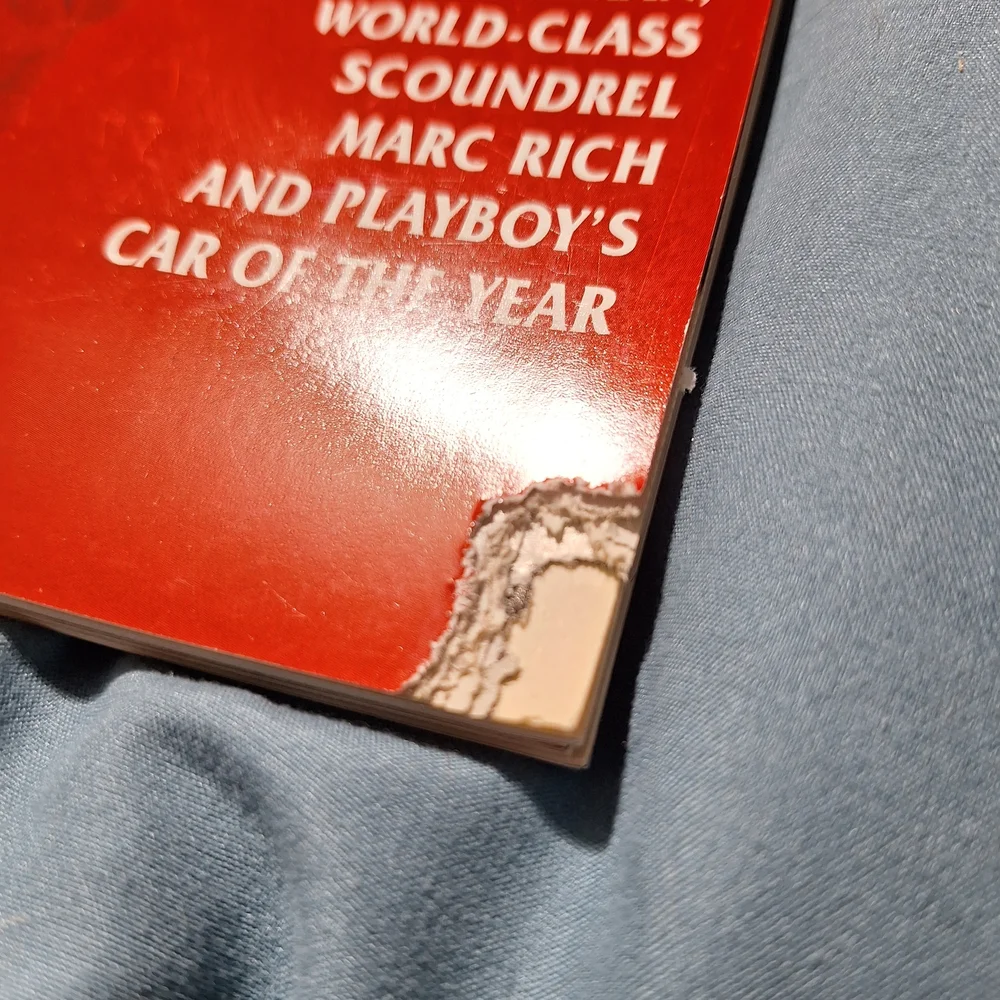 WORLD-CLASS
SCOUNDREL
MARC RICH
AND PLAYBOY'S
CAR OF THE YEAR